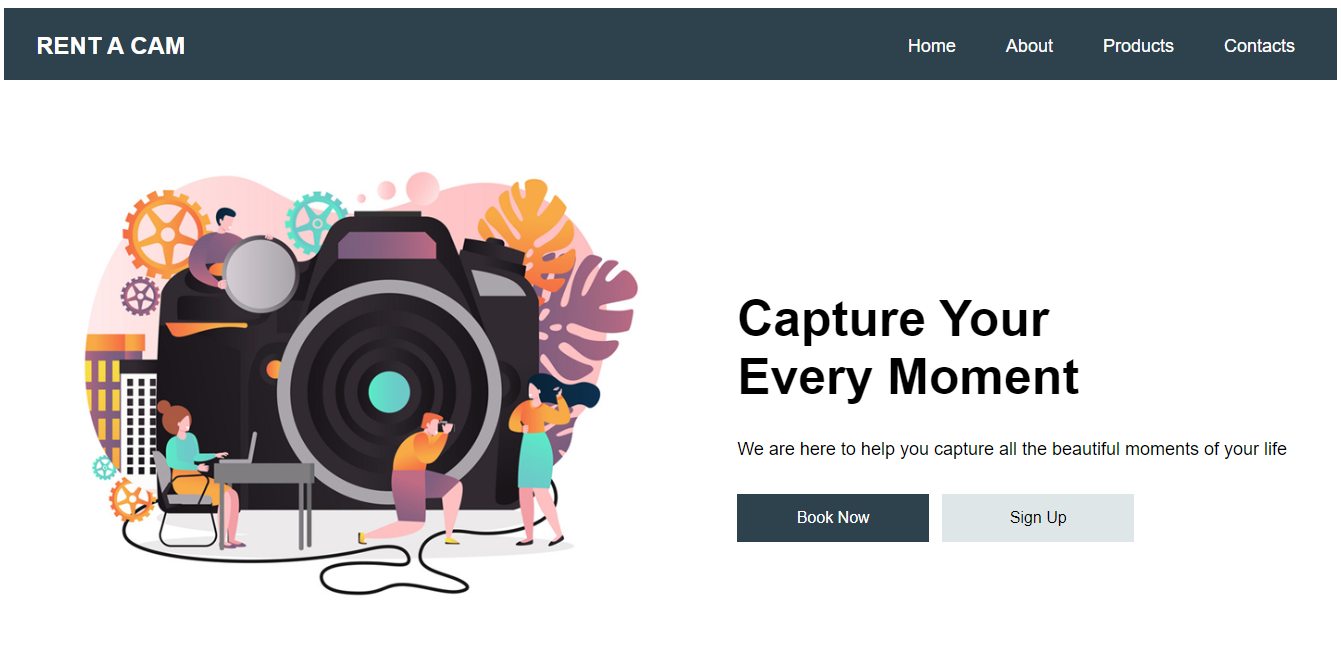 RENT A CAM
Home About Products Contacts
Capture Your
Every Moment
We are here to help you capture all the beautiful moments of your life
Book Now Sign Up